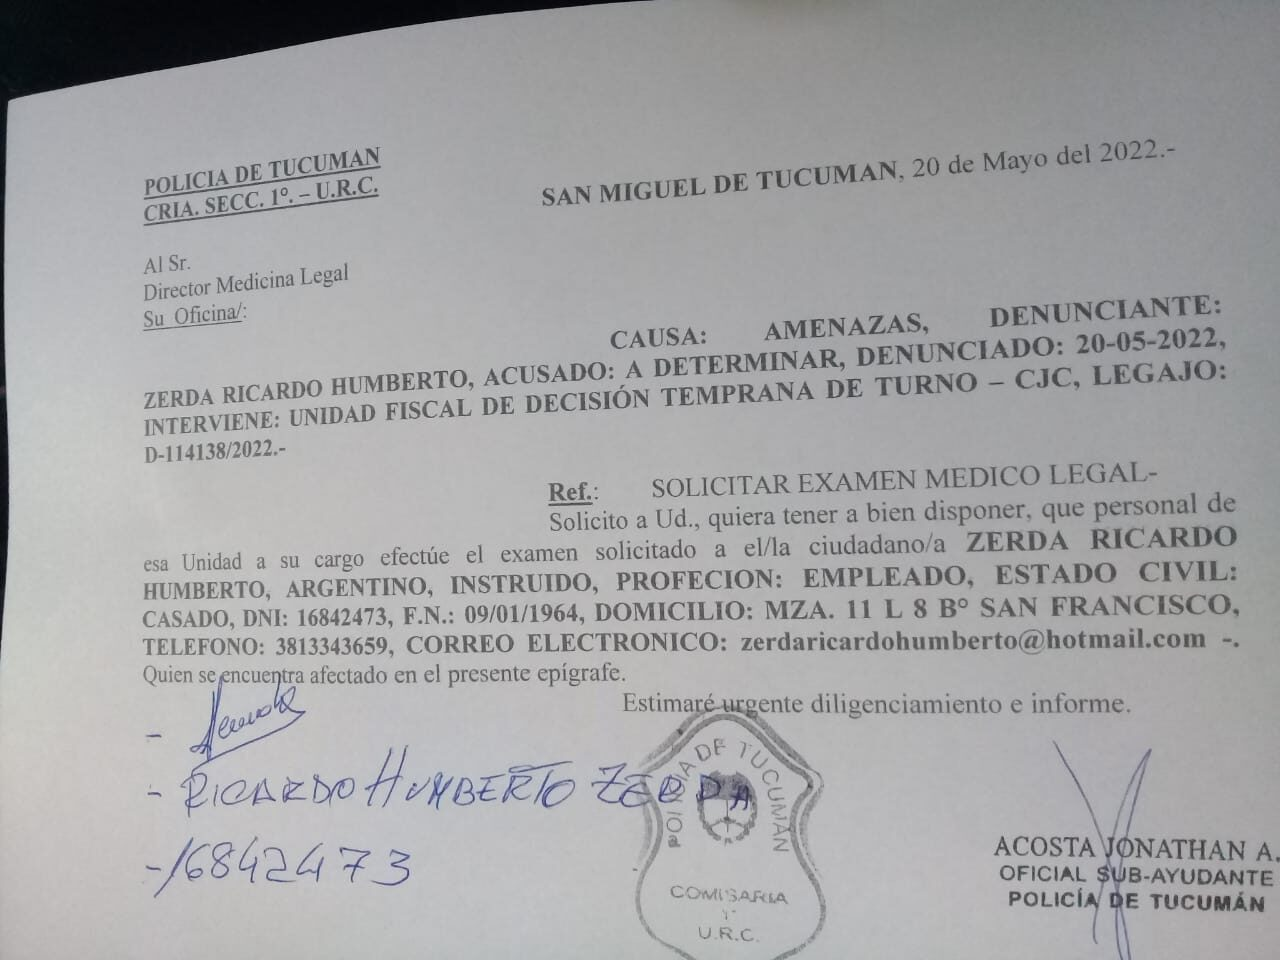 POLICIA DE TUCUMAN
CRIA. SECC. 1°. – U.R.C.
SAN MIGUEL DE TUCUMAN, 20 de Mayo del 2022.-
Al Sr.
Director Medicina Legal
Su Oficina/:
CAUSA: AMENAZAS, DENUNCIANTE:
ZERDA RICARDO HUMBERTO, ACUSADO: A DETERMINAR, DENUNCIADO: 20-05-2022,
INTERVIENE: UNIDAD FISCAL DE DECISIÓN TEMPRANA DE TURNO – CJC, LEGAJO:
D-114138/2022.-
Ref.: SOLICITAR EXAMEN MEDICO LEGAL-
Solicito a Ud., quiera tener a bien disponer, que personal de
esa Unidad a su cargo efectúe el examen solicitado a el/la ciudadano/a ZERDA RICARDO
HUMBERTO, ARGENTINO, INSTRUIDO, PROFECION: EMPLEADO, ESTADO CIVIL:
CASADO, DNI: 16842473, F.N.: 09/01/1964, DOMICILIO: MZA. 11 L 8 B° SAN FRANCISCO,
TELEFONO: 3813343659, CORREO ELECTRONICO: zerdaricardohumberto@hotmail.com -.
Quien se encuentra afectado en el presente epígrafe.
Estimaré urgente diligenciamiento e informe.
- RICARDO HUMBERTO ZERDA
- 16842473
POLICIA DE TUCUMÁN
COMISARIA
1°
U.R.C.
ACOSTA JONATHAN A.
OFICIAL SUB-AYUDANTE
POLICÍA DE TUCUMÁN